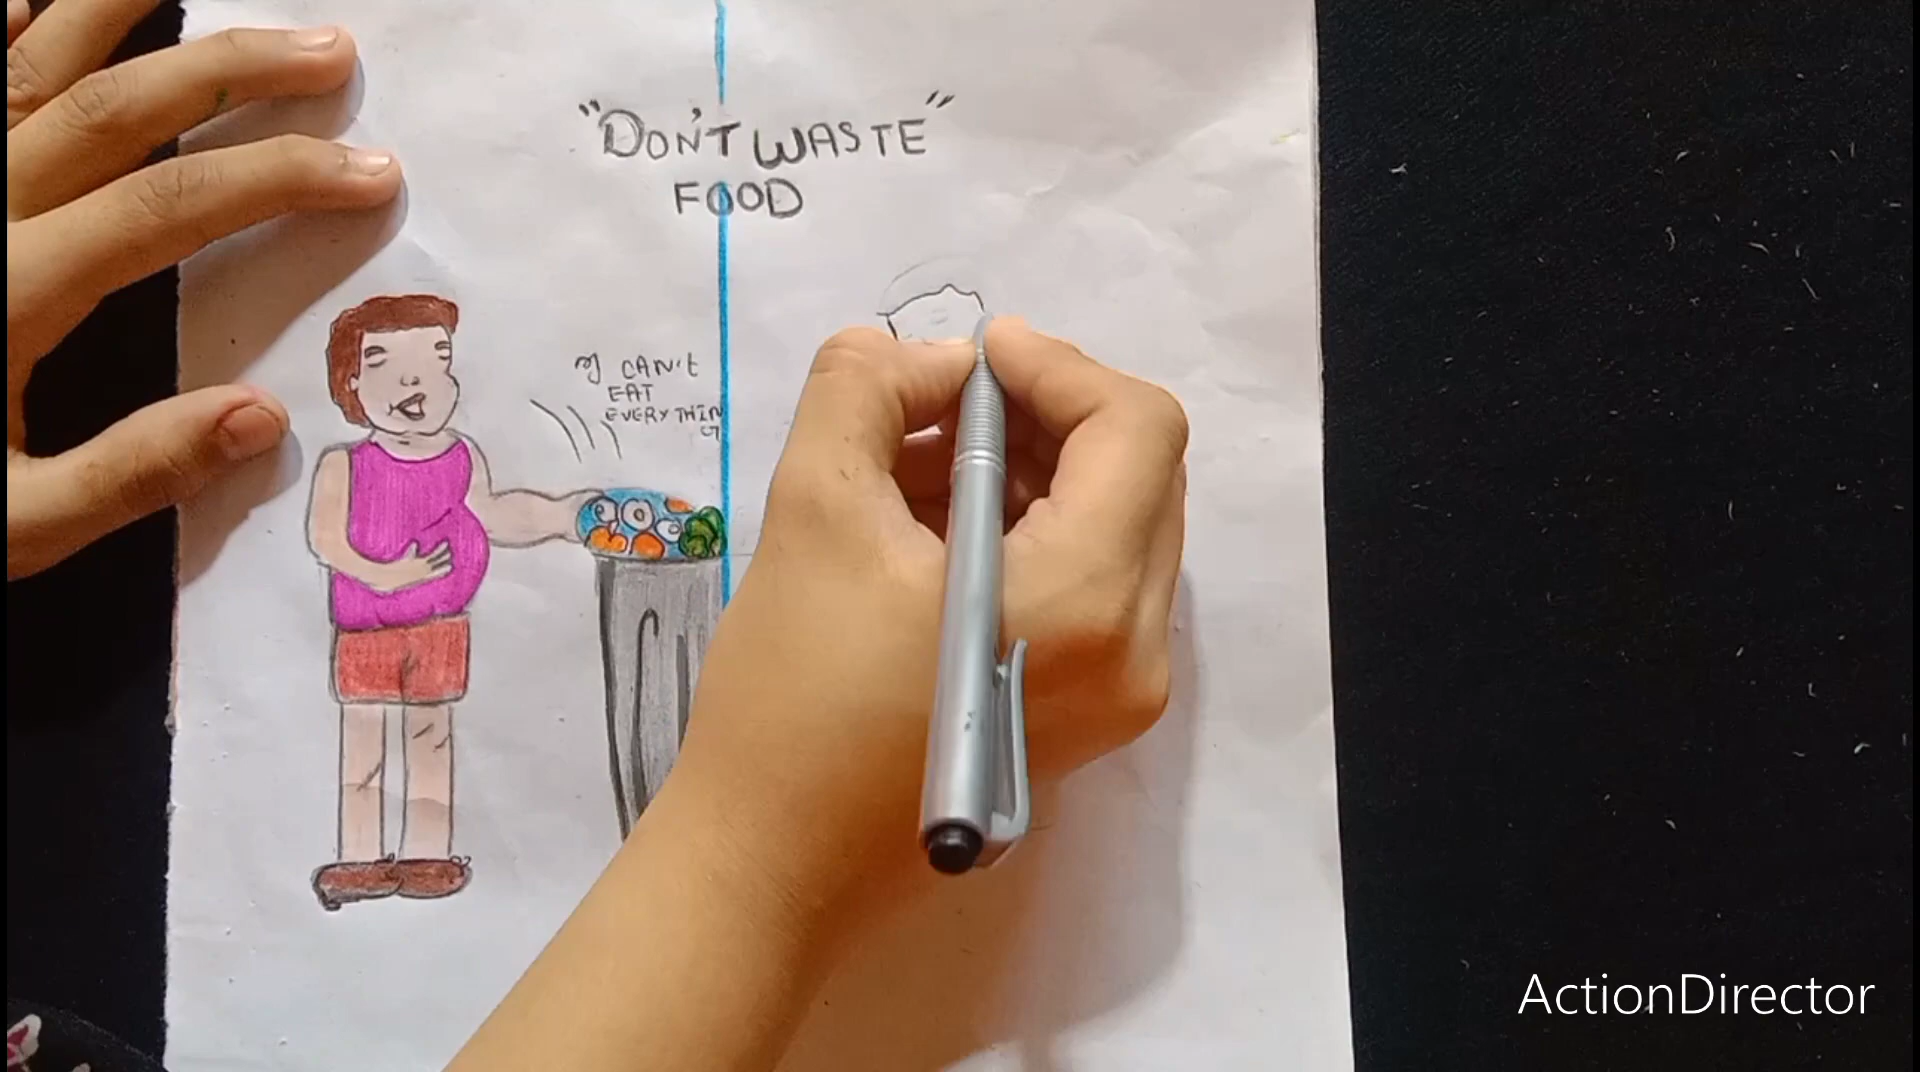 "DON'T WASTE"
FOOD
I CAN'T
EAT
EVERYTHIN
G
ActionDirector